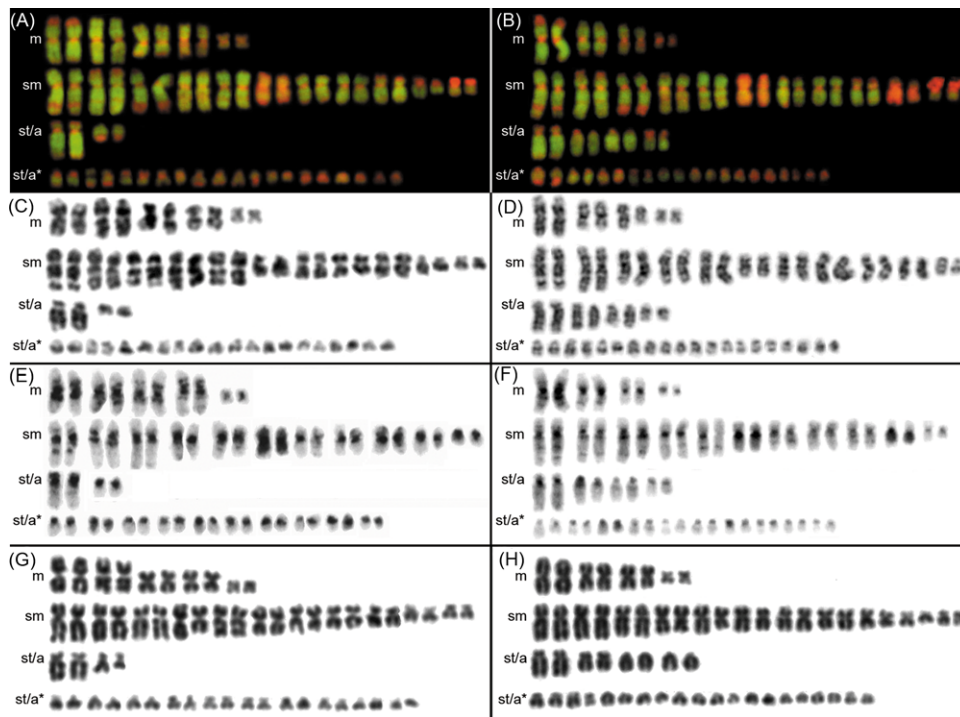 (A)
m
sm
st/a
st/a*
(B)
m
sm
st/a
st/a*
(C)
m
sm
st/a
st/a*
(D)
m
sm
st/a
st/a*
(E)
m
sm
st/a
st/a*
(F)
m
sm
st/a
st/a*
(G)
m
sm
st/a
st/a*
(H)
m
sm
st/a
st/a*